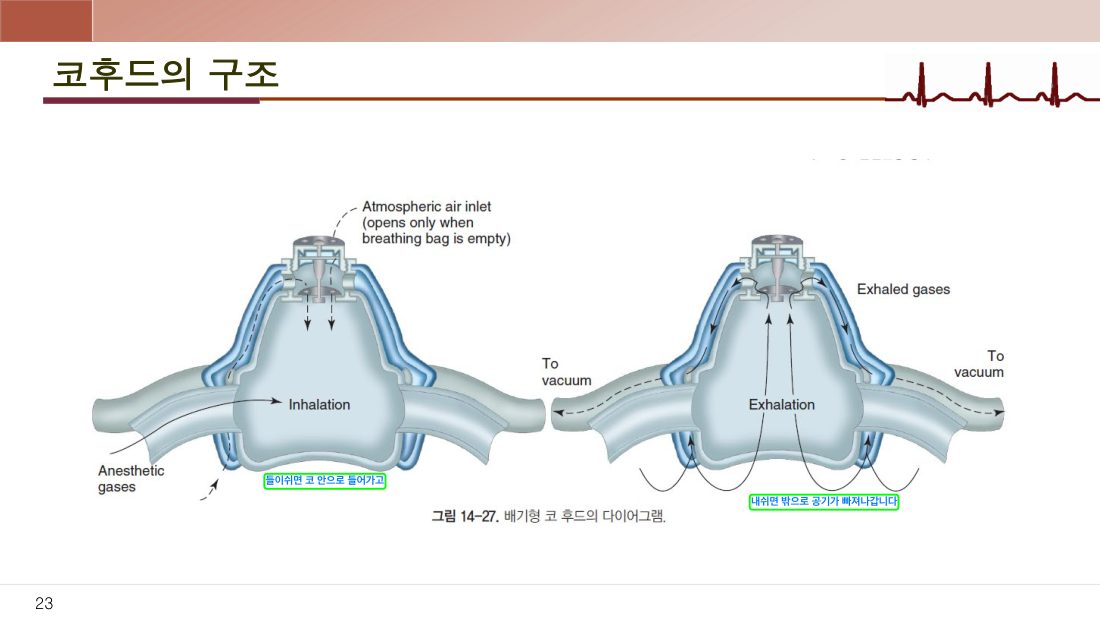 코후드의 구조
Atmospheric air inlet
(opens only when
breathing bag is empty)
Inhalation
Anesthetic
gases
들이쉬면 코 안으로 들어가고
Exhaled gases
To
vacuum
To
vacuum
Exhalation
내쉬면 밖으로 공기가 빠져나갑니다
그림 14-27. 배기형 코 후드의 다이어그램.
23